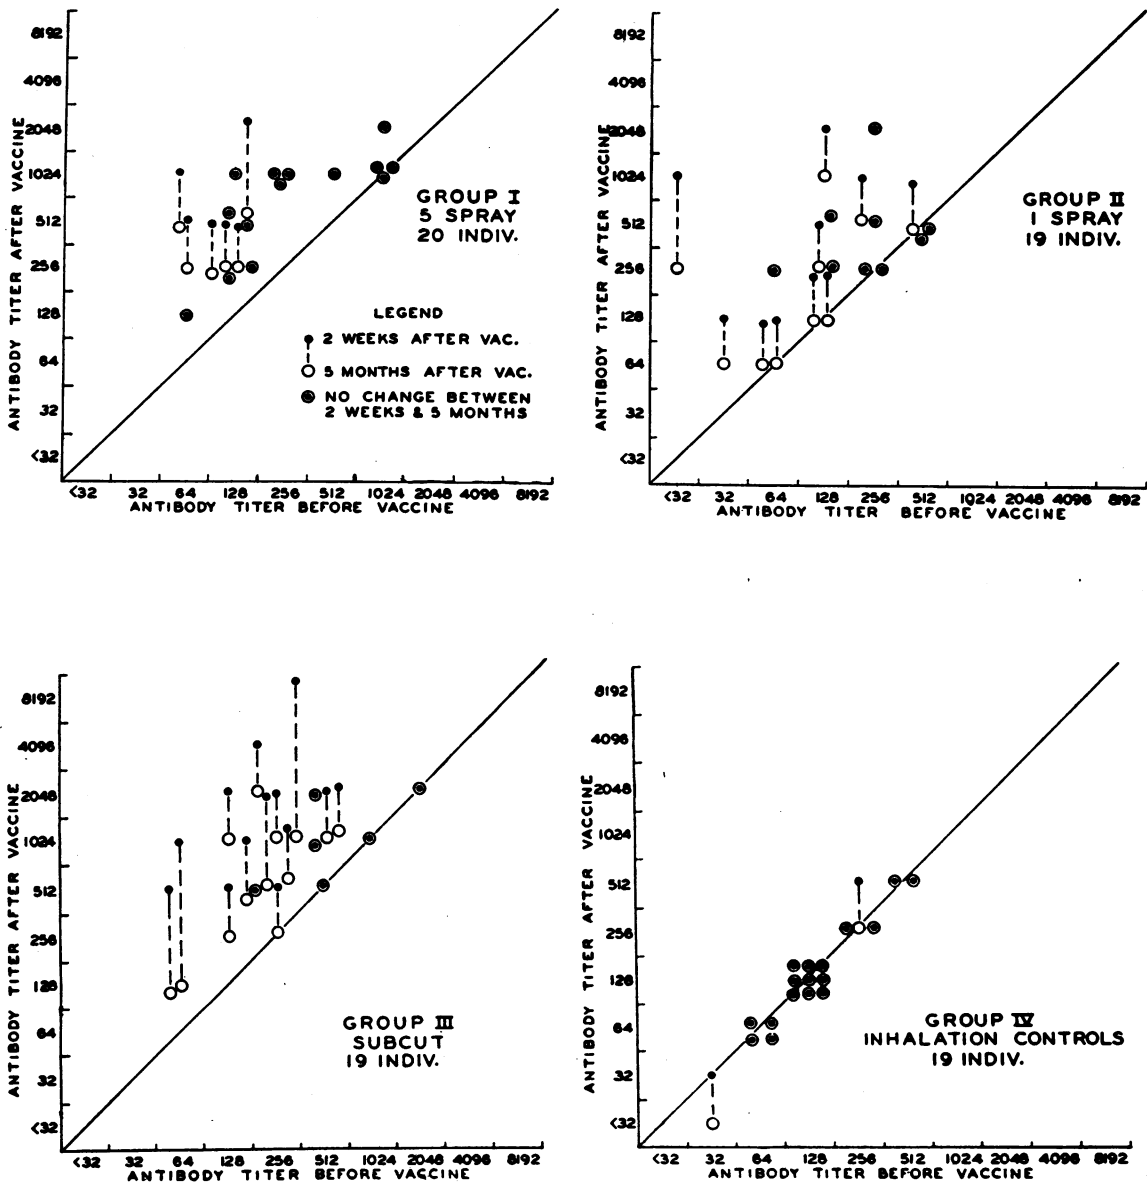 ANTIBODY TITER AFTER VACCINE
8192
4096
2048
1024
512
256
128
64
32
<32
<32 32 64 128 256 512 1024 2048 4096 8192
ANTIBODY TITER BEFORE VACCINE
GROUP I
5 SPRAY
20 INDIV.
LEGEND
2 WEEKS AFTER VAC.
5 MONTHS AFTER VAC.
NO CHANGE BETWEEN
2 WEEKS & 5 MONTHS
ANTIBODY TITER AFTER VACCINE
8192
4096
2048
1024
512
256
128
64
32
<32
<32 32 64 128 256 512 1024 2048 4096 8192
ANTIBODY TITER BEFORE VACCINE
GROUP II
1 SPRAY
19 INDIV.
ANTIBODY TITER AFTER VACCINE
8192
4096
2048
1024
512
256
128
64
32
<32
<32 32 64 128 256 512 1024 2048 4096 8192
ANTIBODY TITER BEFORE VACCINE
GROUP III
SUBCUT
19 INDIV.
ANTIBODY TITER AFTER VACCINE
8192
4096
2048
1024
512
256
128
64
32
<32
<32 32 64 128 256 512 1024 2048 4096 8192
ANTIBODY TITER BEFORE VACCINE
GROUP IV
INHALATION CONTROLS
19 INDIV.